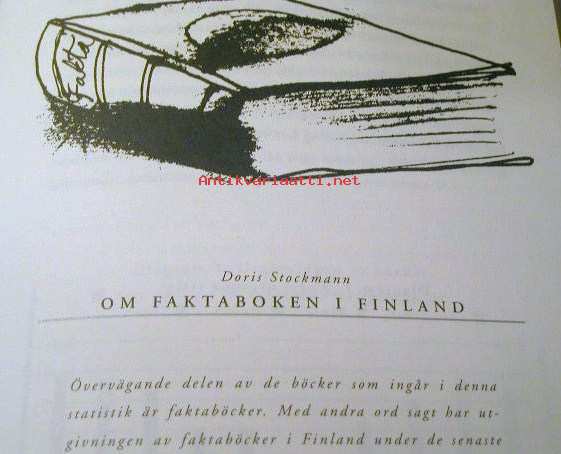 Fakta
Antikvariaatti.net
Doris Stockmann
OM FAKTABOKEN I FINLAND
Övervägande delen av de böcker som ingår i denna
statistik är faktaböcker. Med andra ord sagt har ut-
givningen av faktaböcker i Finland under de senaste